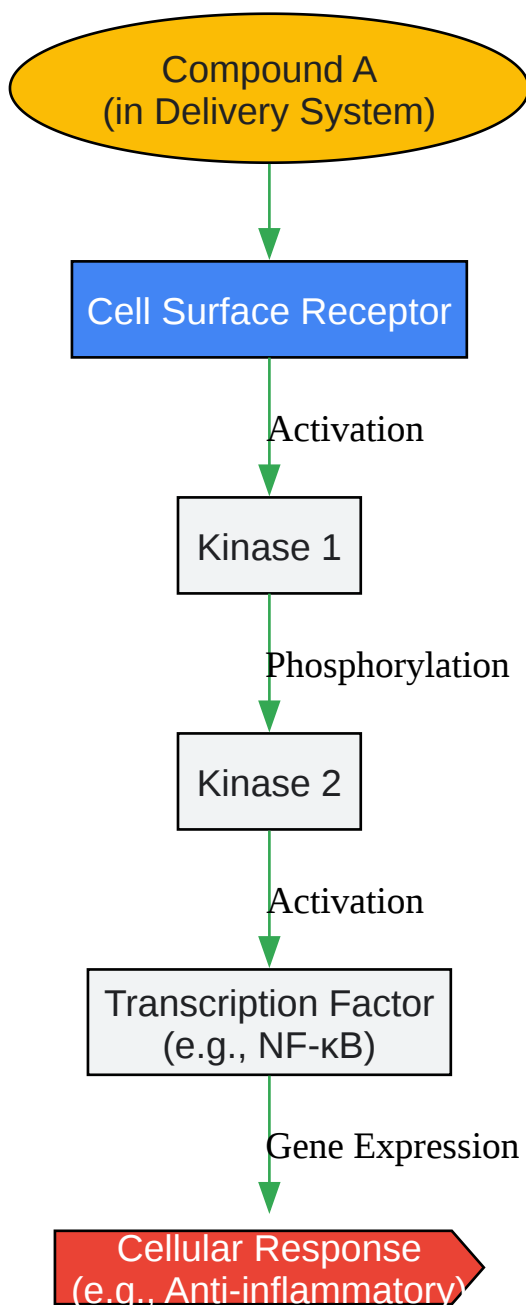 Compound A
(in Delivery System)
Cell Surface Receptor
Activation
Kinase 1
Phosphorylation
Kinase 2
Activation
Transcription Factor
(e.g., NF-κB)
Gene Expression
Cellular Response
(e.g., Anti-inflammatory)